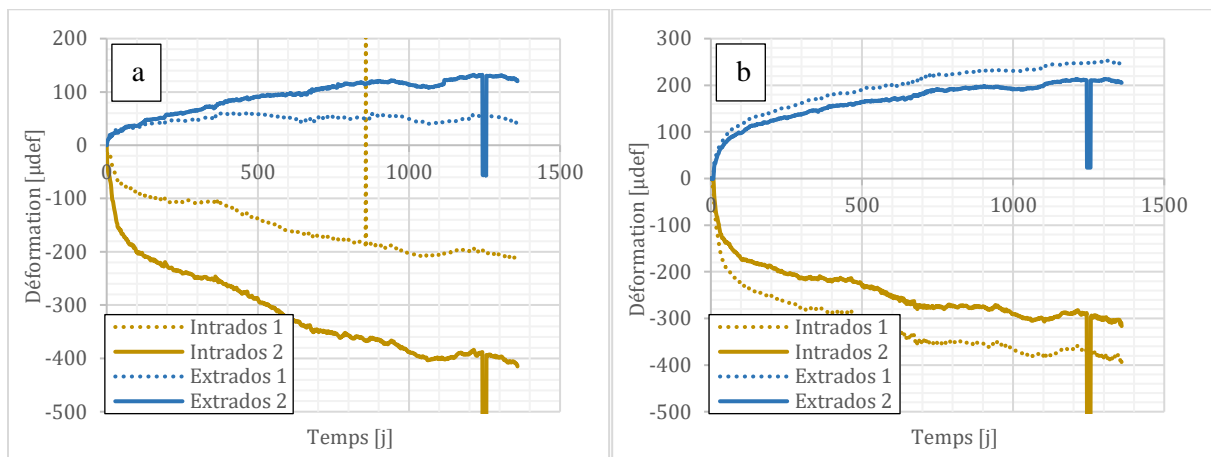 a
200
100
0
-100
-200
-300
-400
-500
0
500
1000
1500
Déformation [µdef]
Temps [j]
Intrados 1
Intrados 2
Extrados 1
Extrados 2
b
400
300
200
100
0
-100
-200
-300
-400
-500
0
500
1000
1500
Déformation [µdef]
Temps [j]
Intrados 1
Intrados 2
Extrados 1
Extrados 2